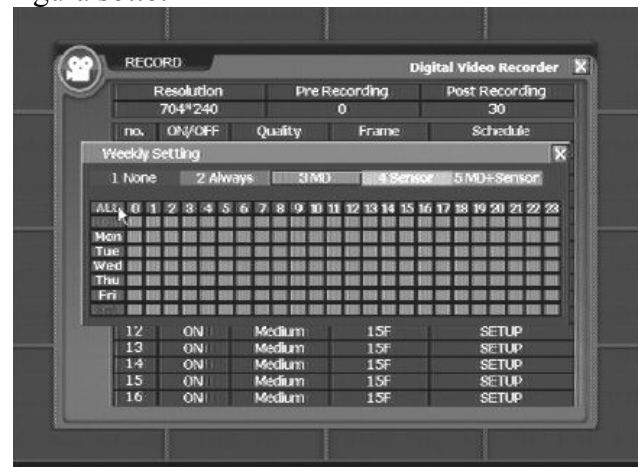 RECORD Digital Video Recorder X
Resolution Pre Recording Post Recording
704*240 0 30
no. ON/OFF Quality Frame Schedule
Weekly Setting X
1 None 2 Always 3 MD 4 Sensor 5 MD+Sensor
ALL 0 1 2 3 4 5 6 7 8 9 10 11 12 13 14 15 16 17 18 19 20 21 22 23
Mon
Tue
Wed
Thu
Fri
12 ON Medium 15F SETUP
13 ON Medium 15F SETUP
14 ON Medium 15F SETUP
15 ON Medium 15F SETUP
16 ON Medium 15F SETUP